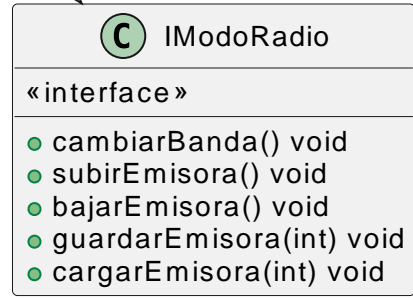 C IModoRadio
«interface»
cambiarBanda() void
subirEmisora() void
bajarEmisora() void
guardarEmisora(int) void
cargarEmisora(int) void